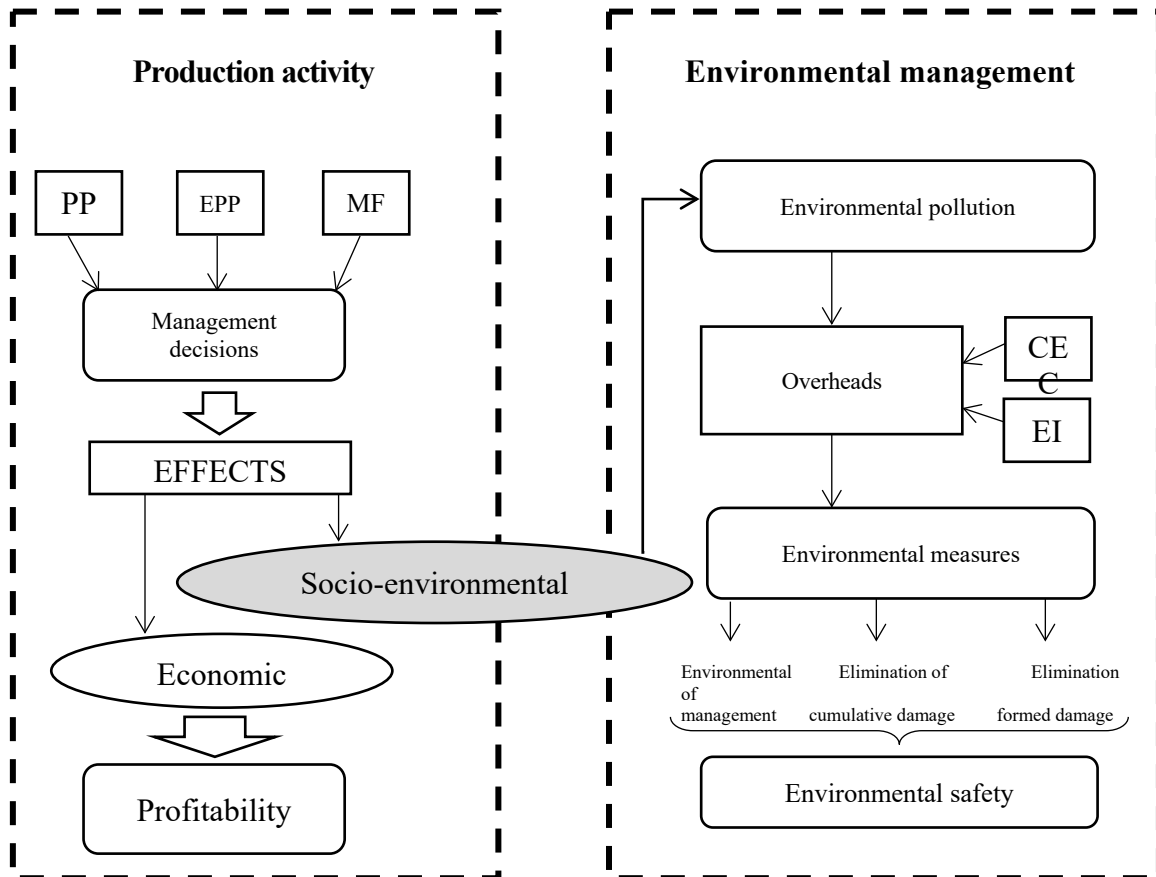 Production activity
PP
EPP
MF
Management
decisions
EFFECTS
Socio-environmental
Economic
Profitability
Environmental management
Environmental pollution
Overheads
CE
C
EI
Environmental measures
Environmental Elimination of Elimination
of
management cumulative damage formed damage
Environmental safety